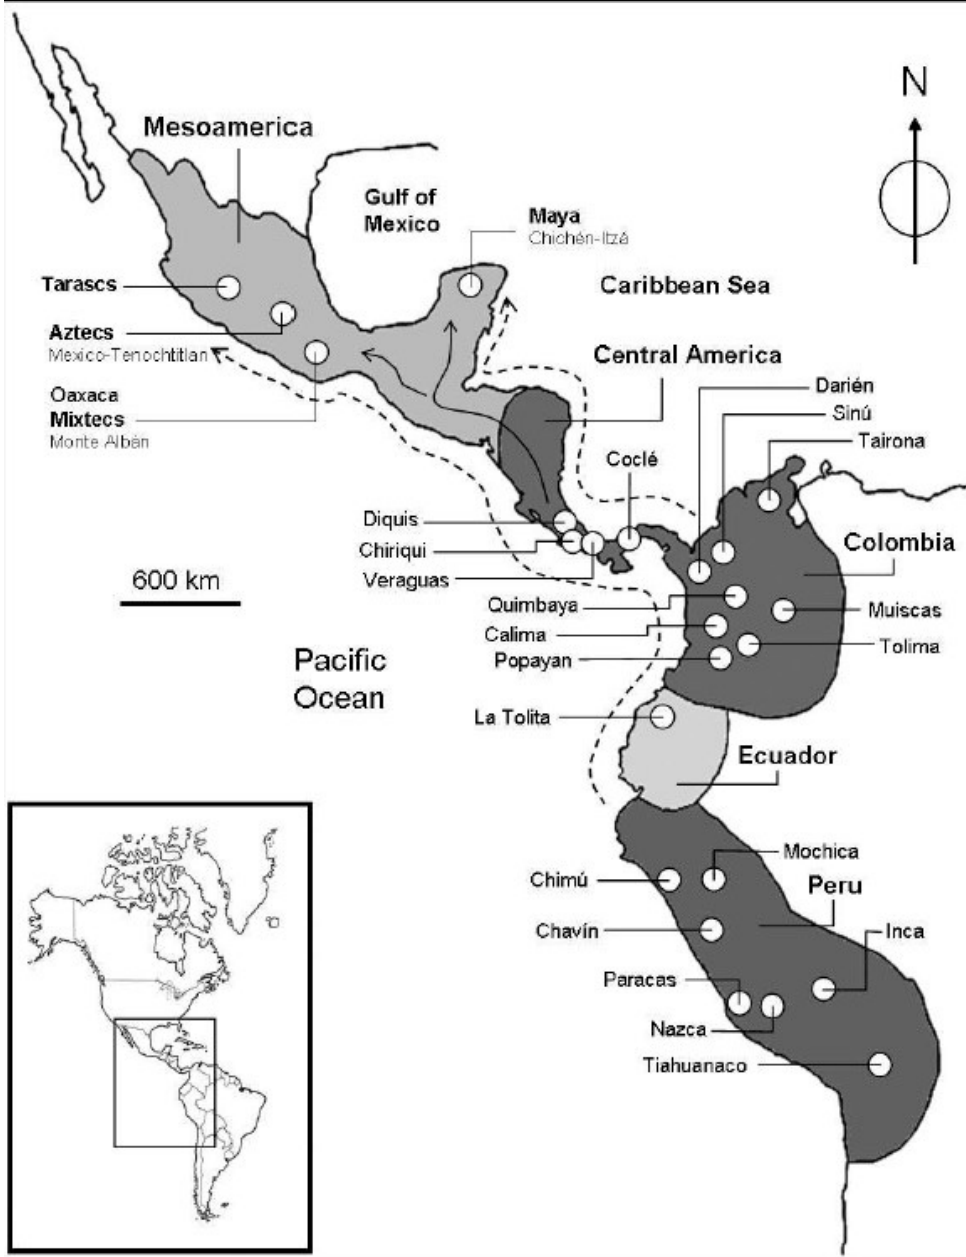 N
Mesoamerica
Gulf of
Mexico
Maya
Chichén-Itzá
Tarascs
Caribbean Sea
Aztecs
Mexico-Tenochtitlan
Central America
Oaxaca
Mixtecs
Monte Albán
Darién
Sinú
Tairona
Coclé
Diquis
Chiriqui
Veraguas
Colombia
600 km
Quimbaya
Muiscas
Calima
Tolima
Popayan
Pacific
Ocean
La Tolita
Ecuador
Mochica
Chimú
Peru
Chavín
Inca
Paracas
Nazca
Tiahuanaco